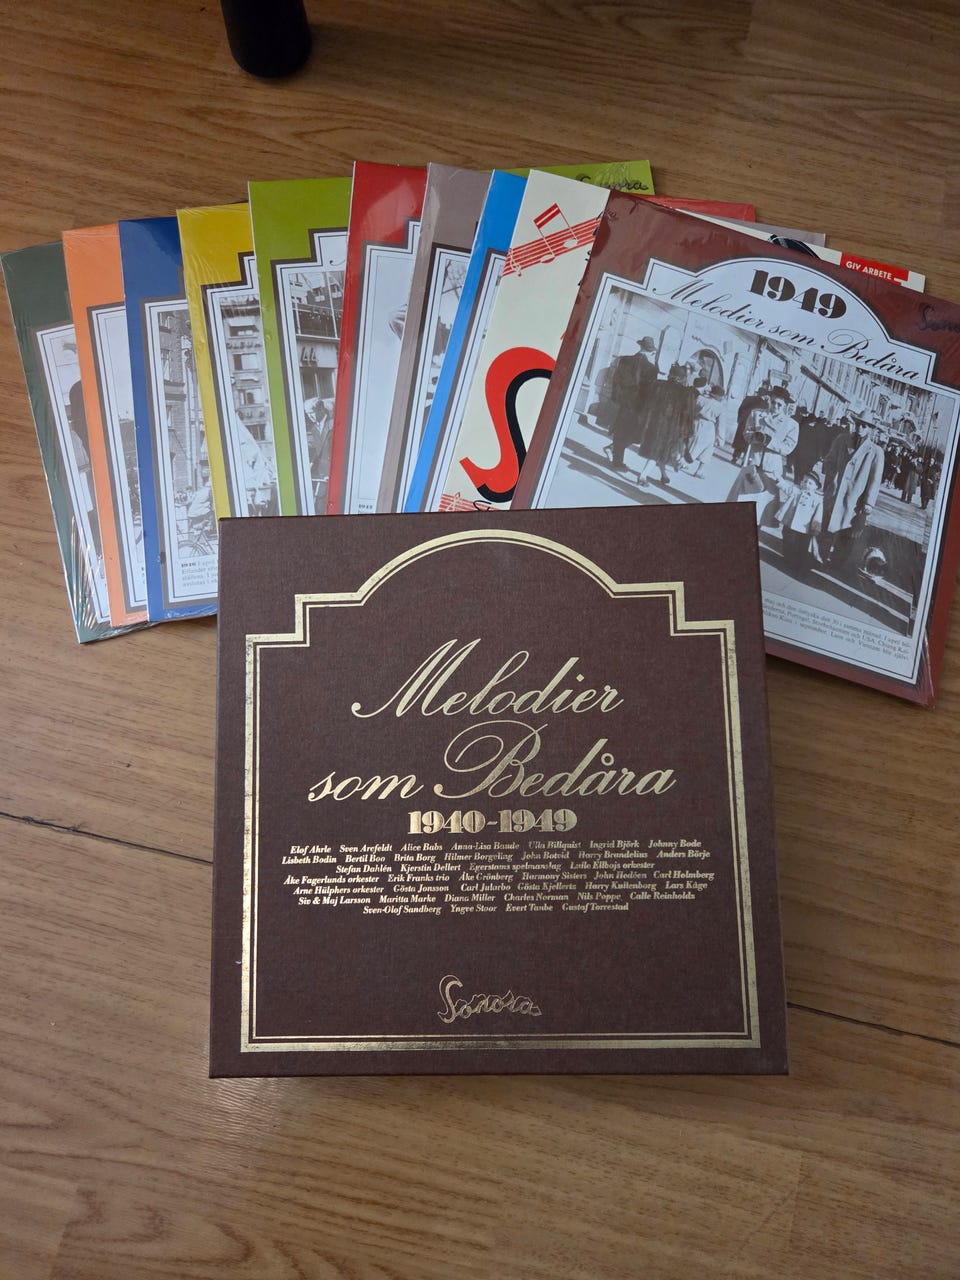 Sonora
GIV ARBETE
1949
Melodier som Bedåra
S
1942
1946 I april
Melodier
som Bedåra
1940-1949
Elof Ahrle Sven Arefeldt Alice Babs Anna-Lisa Baude Ulla Billquist Ingrid Björk Johnny Bode
Lisbeth Bodin Bertil Boo Brita Borg Hilmer Borgeling John Botvid Harry Brandelius Anders Börje
Stefan Dahlén Kjerstin Dellert Egerstams spelmanslag Leile Ellbojs orkester
Åke Fagerlunds orkester Erik Franks trio Åke Grönberg Harmony Sisters John Hedéen Carl Holmberg
Arne Hülphers orkester Gösta Jonsson Carl Jularbo Gösta Kjellertz Harry Kullenborg Lars Kåge
Siv & Maj Larsson Maritta Marke Diana Miller Charles Norman Nils Poppe Calle Reinholdz
Sven-Olof Sandberg Yngve Stoor Evert Taube Gustaf Torrestad
Sonora